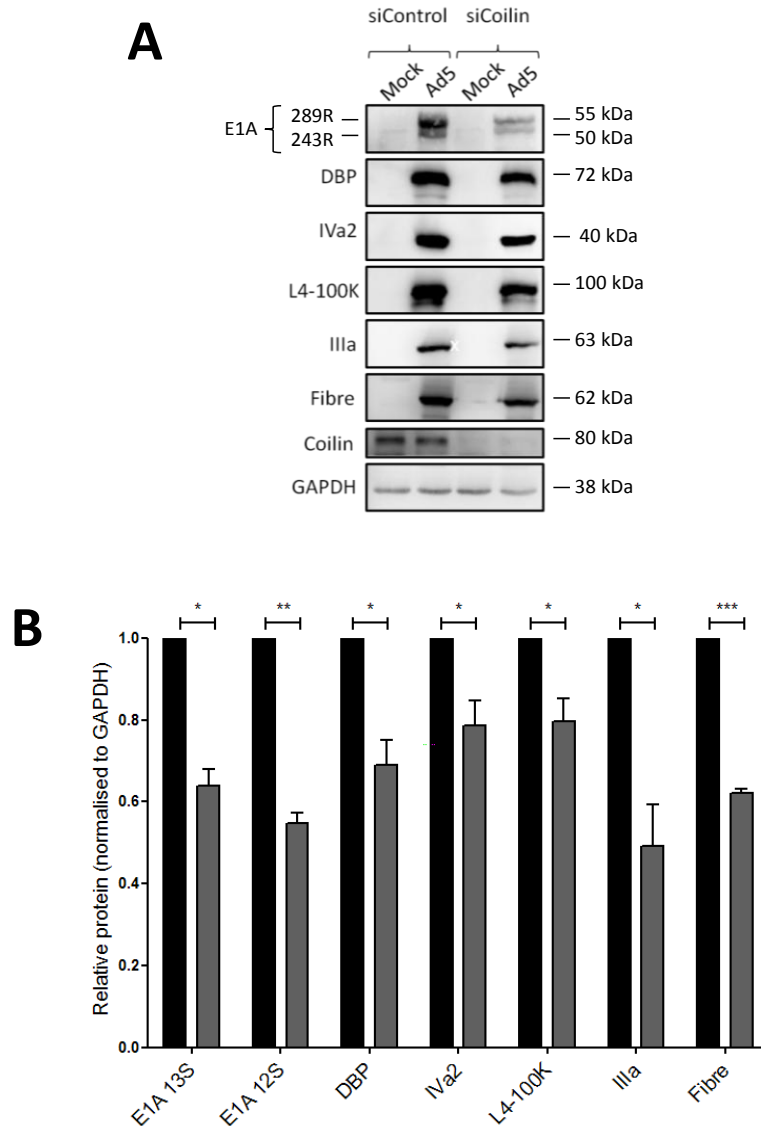 A
siControl siCoilin
Mock Ad5 Mock Ad5
E1A
289R
243R
55 kDa
50 kDa
DBP
72 kDa
IVa2
40 kDa
L4-100K
100 kDa
IIIa
x
63 kDa
Fibre
62 kDa
Coilin
80 kDa
GAPDH
38 kDa
B
* ** * * * * ***
Relative protein (normalised to GAPDH)
1.0
0.8
0.6
0.4
0.2
0.0
E1A 13S E1A 12S DBP IVa2 L4-100K IIIa Fibre